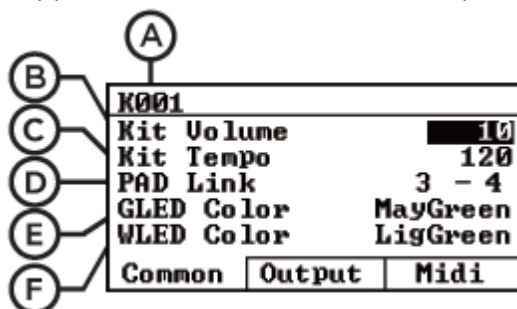 A
B
C
D
E
F
K001
Kit Volume 10
Kit Tempo 120
PAD Link 3 - 4
GLED Color MayGreen
WLED Color LigGreen
Common Output Midi